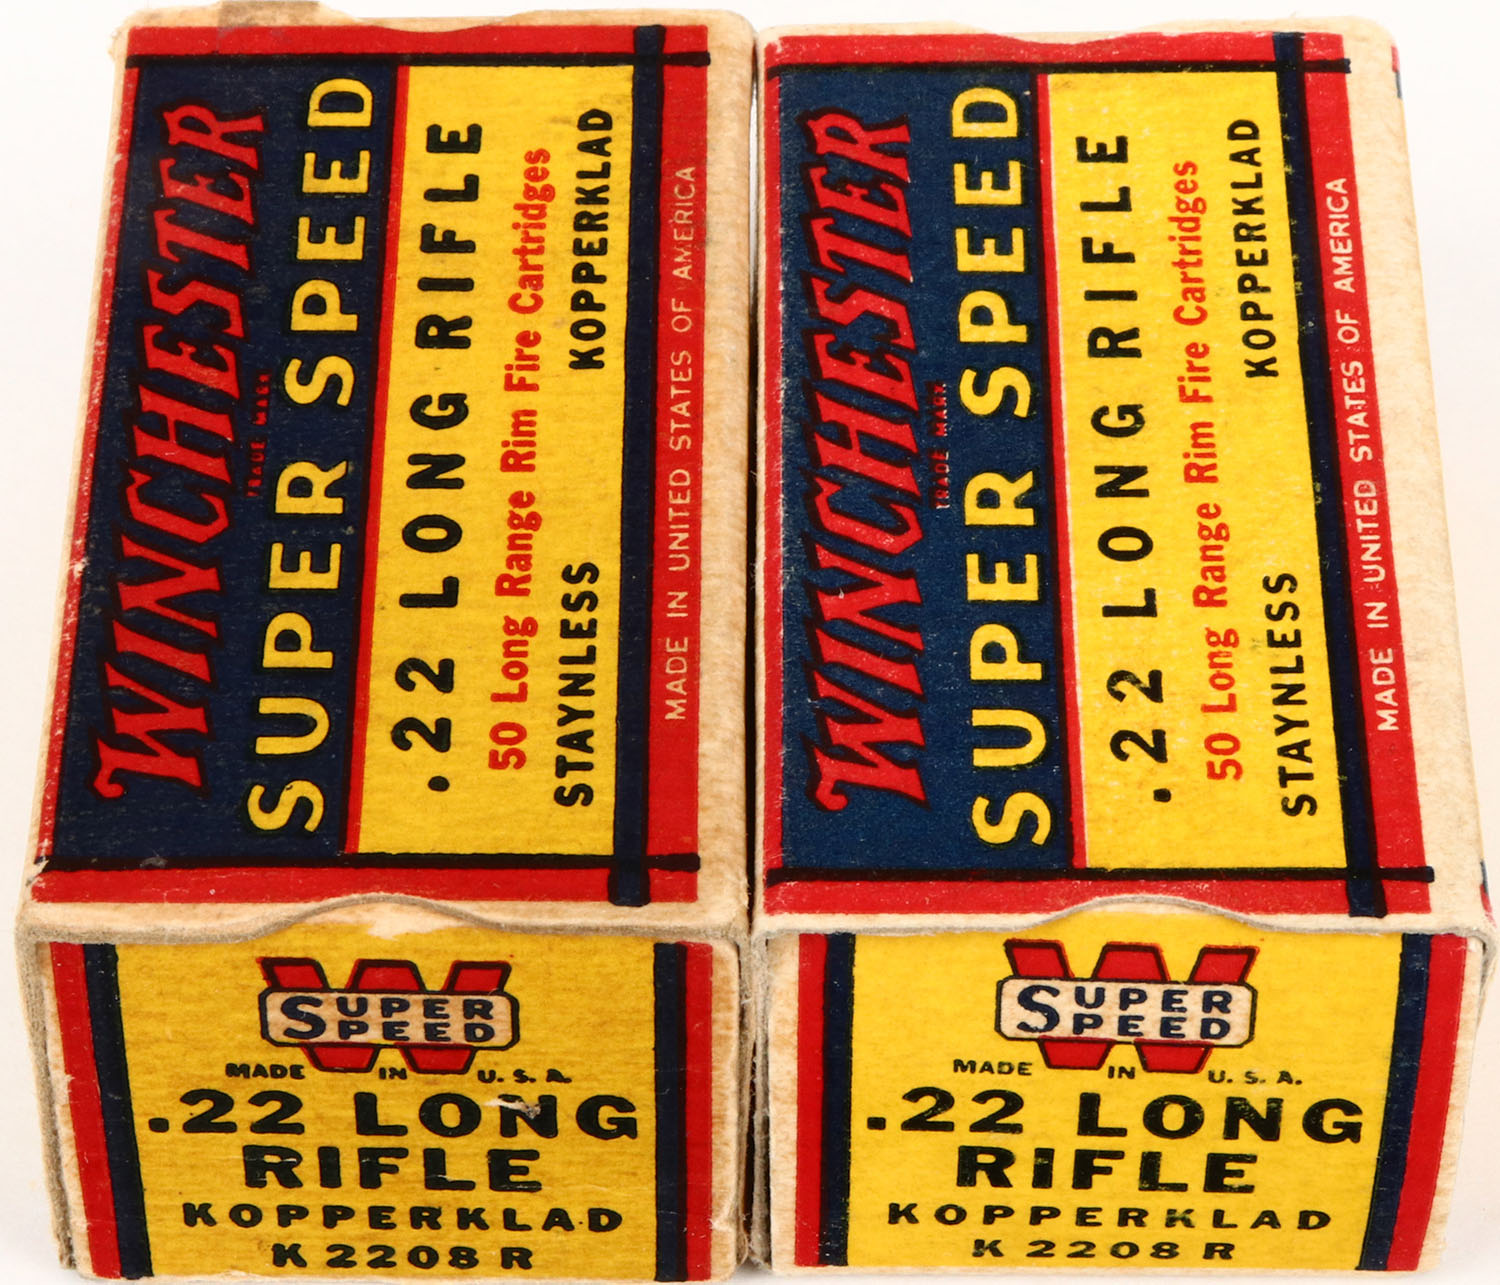 WINCHESTER
TRADE MARK
SUPER SPEED
.22 LONG RIFLE
50 Long Range Rim Fire Cartridges
STAYNLESS KOPPERKLAD
MADE IN UNITED STATES OF AMERICA
W
SUPER
SPEED
MADE IN U.S.A.
.22 LONG
RIFLE
KOPPERKLAD
K2208R
WINCHESTER
TRADE MARK
SUPER SPEED
.22 LONG RIFLE
50 Long Range Rim Fire Cartridges
STAYNLESS KOPPERKLAD
MADE IN UNITED STATES OF AMERICA
W
SUPER
SPEED
MADE IN U.S.A.
.22 LONG
RIFLE
KOPPERKLAD
K2208R